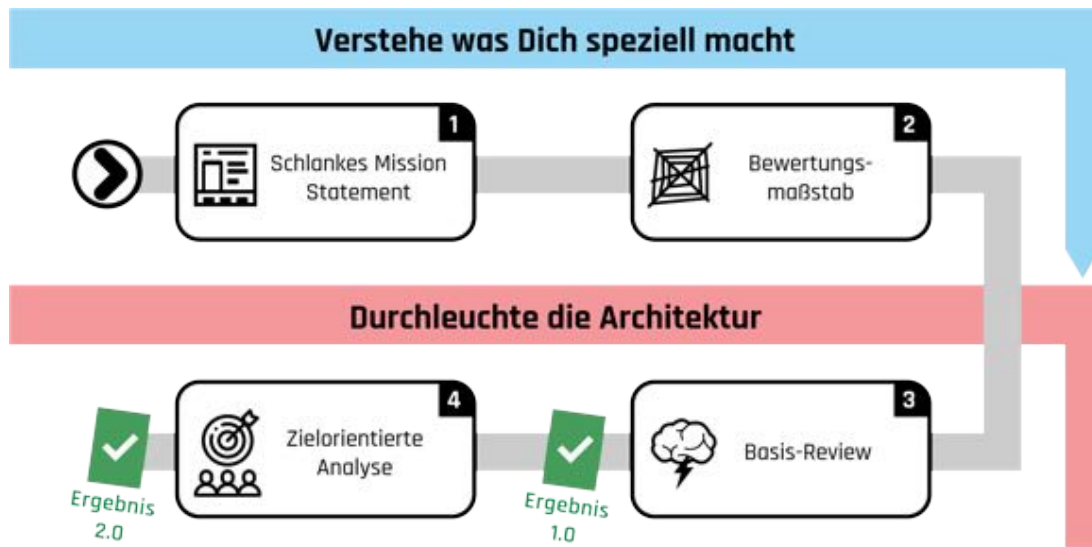 Verstehe was Dich speziell macht
1
Schlankes Mission
Statement
2
Bewertungs-
maßstab
Durchleuchte die Architektur
4
Zielorientierte
Analyse
3
Basis-Review
Ergebnis
2.0
Ergebnis
1.0